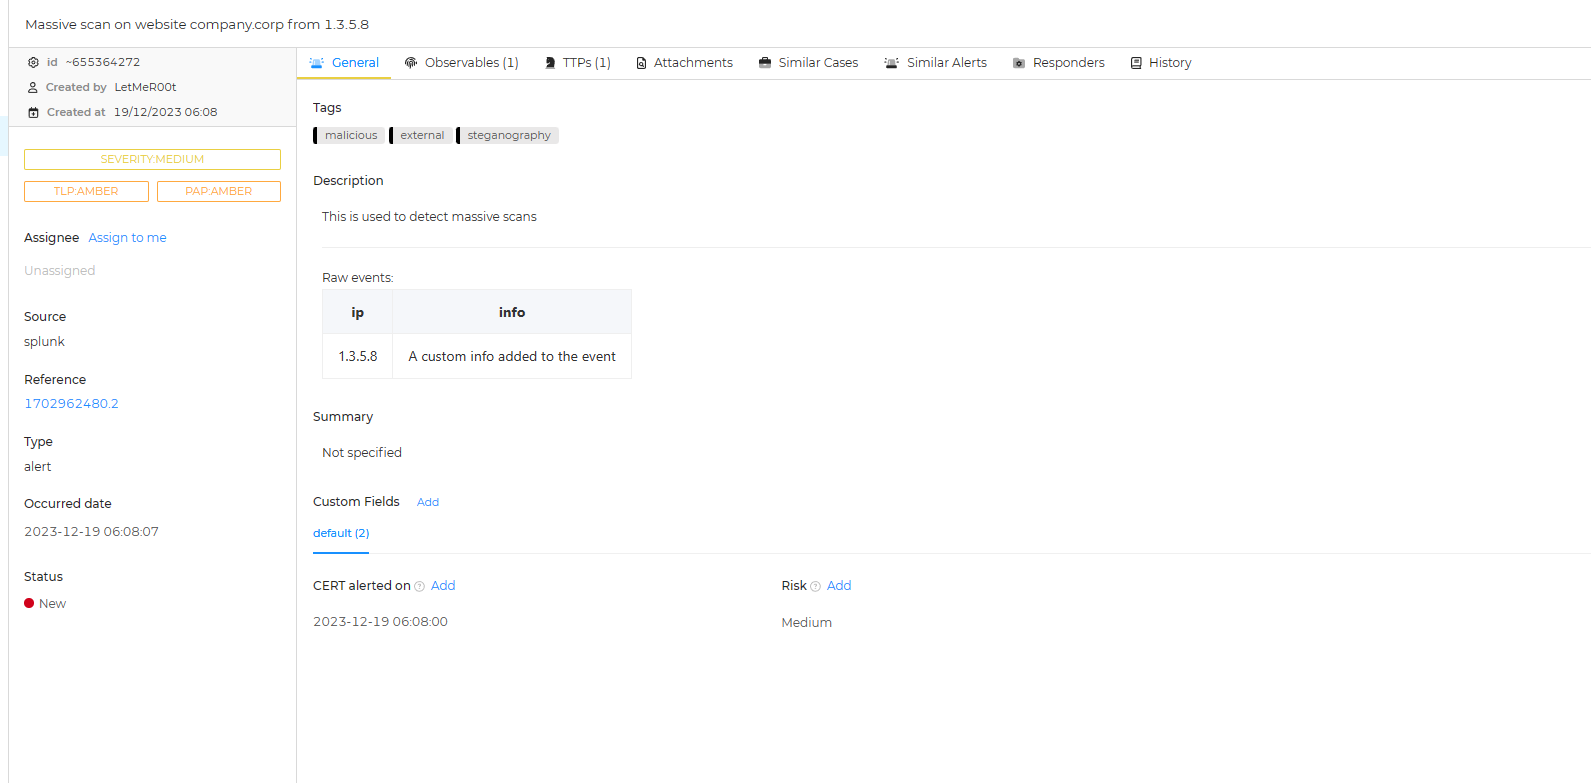 Massive scan on website company.corp from 1.3.5.8
id ~655364272
Created by LetMeR00t
Created at 19/12/2023 06:08
SEVERITY:MEDIUM
TLP:AMBER PAP:AMBER
Assignee Assign to me
Unassigned
Source
splunk
Reference
1702962480.2
Type
alert
Occurred date
2023-12-19 06:08:07
Status
New
General Observables (1) TTPs (1) Attachments Similar Cases Similar Alerts Responders History
Tags
malicious external steganography
Description
This is used to detect massive scans
Raw events:
ip info
1.3.5.8 A custom info added to the event
Summary
Not specified
Custom Fields Add
default (2)
CERT alerted on ? Add Risk ? Add
2023-12-19 06:08:00 Medium